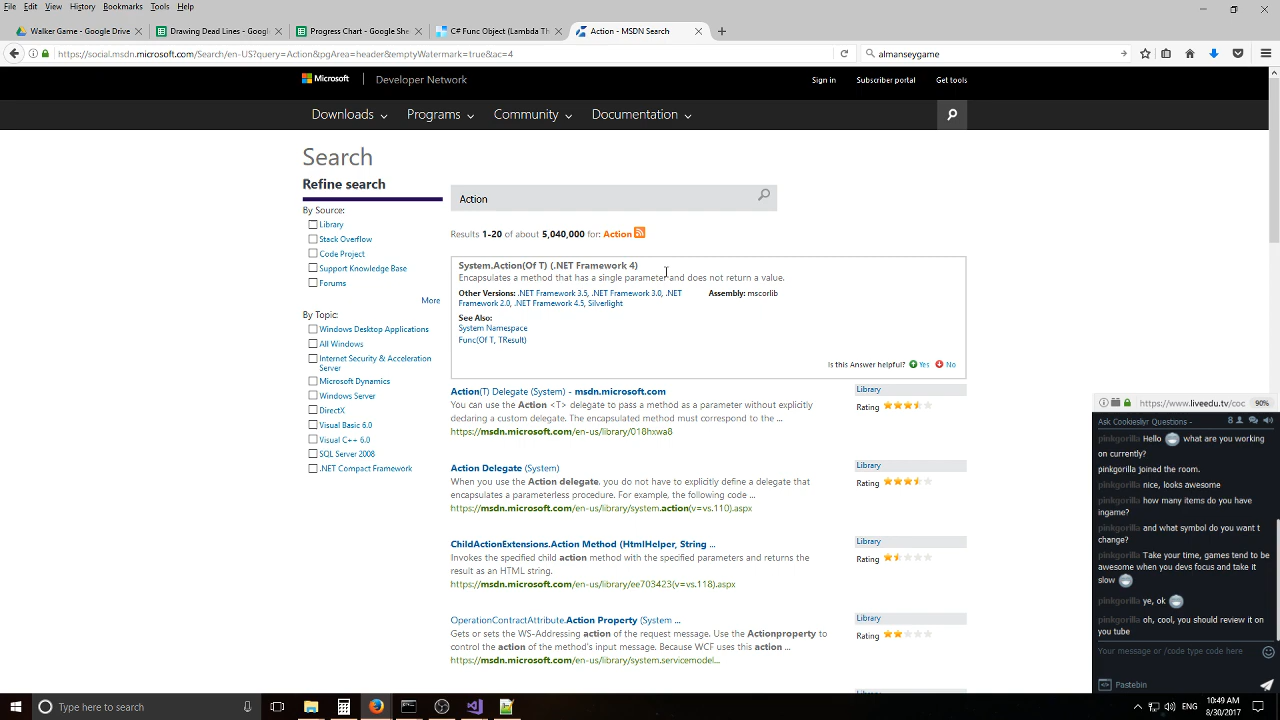 File Edit View History Bookmarks Tools Help
Walker Game - Google Drive
Drawing Dead Lines - Google
Progress Chart - Google She
C# Func Object (Lambda Th
Action - MSDN Search
https://social.msdn.microsoft.com/Search/en-US?query=Action&pgArea=header&emptyWatermark=true&ac=4
almanseygame
Microsoft Developer Network
Sign in Subscriber portal Get tools
Downloads Programs Community Documentation
Search
Refine search
By Source:
Library
Stack Overflow
Code Project
Support Knowledge Base
Forums
More
By Topic:
Windows Desktop Applications
All Windows
Internet Security & Acceleration
Server
Microsoft Dynamics
Windows Server
DirectX
Visual Basic 6.0
Visual C++ 6.0
SQL Server 2008
.NET Compact Framework
Action
Results 1-20 of about 5,040,000 for: Action
System.Action(Of T) (.NET Framework 4)
Encapsulates a method that has a single parameter and does not return a value.
Other Versions: .NET Framework 3.5, .NET Framework 3.0, .NET
Framework 2.0, .NET Framework 4.5, Silverlight
Assembly: mscorlib
See Also:
System Namespace
Func(Of T, TResult)
Is this Answer helpful? Yes No
Action(T) Delegate (System) - msdn.microsoft.com
You can use the Action <T> delegate to pass a method as a parameter without explicitly
declaring a custom delegate. The encapsulated method must correspond to the ...
https://msdn.microsoft.com/en-us/library/018hxwa8
Library
Rating
Action Delegate (System)
When you use the Action delegate, you do not have to explicitly define a delegate that
encapsulates a parameterless procedure. For example, the following code ...
https://msdn.microsoft.com/en-us/library/system.action(v=vs.110).aspx
Library
Rating
ChildActionExtensions.Action Method (HtmlHelper, String ...
Invokes the specified child action method with the specified parameters and returns the
result as an HTML string.
https://msdn.microsoft.com/en-us/library/ee703423(v=vs.118).aspx
Library
Rating
OperationContractAttribute.Action Property (System ...
Gets or sets the WS-Addressing action of the request message. Use the Actionproperty to
control the action of the method's input message. Because WCF uses this action ...
https://msdn.microsoft.com/en-us/library/system.servicemodel...
Library
Rating
https://www.liveedu.tv/coc 90%
Ask Cookiesliyr Questions - 8
pinkgorilla Hello what are you working
on currently?
pinkgorilla joined the room.
pinkgorilla nice, looks awesome
pinkgorilla how many items do you have
ingame?
pinkgorilla and what symbol do you want t
change?
pinkgorilla Take your time, games tend to be
awesome when you devs focus and take it
slow
pinkgorilla ye, ok
pinkgorilla oh, cool, you should review it on
you tube
Your message or /code type code here
Pastebin
Type here to search
ENG
10:49 AM
8/30/2017